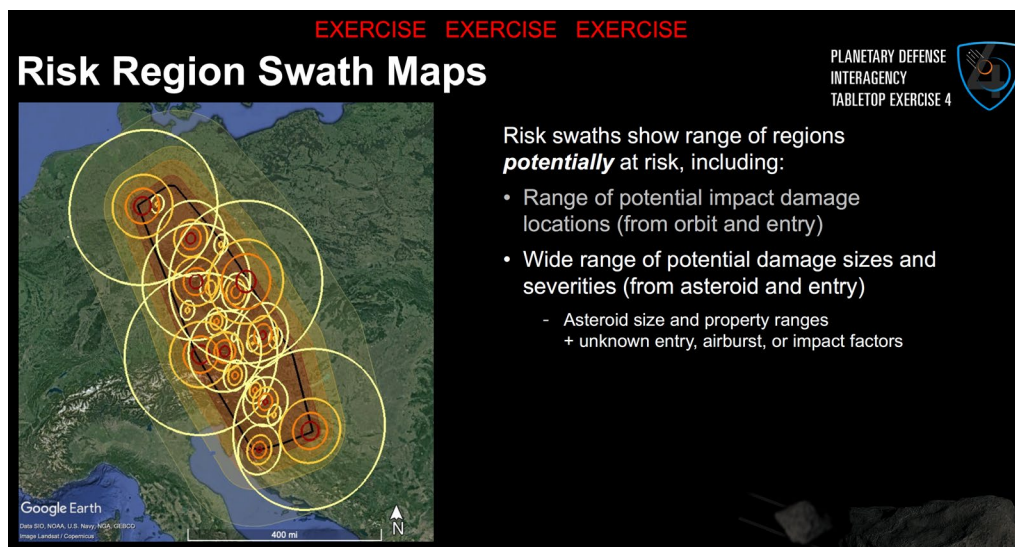 EXERCISE EXERCISE EXERCISE
Risk Region Swath Maps
PLANETARY DEFENSE
INTERAGENCY
TABLETOP EXERCISE 4
4
Risk swaths show range of regions
potentially at risk, including:
• Range of potential impact damage
locations (from orbit and entry)
• Wide range of potential damage sizes and
severities (from asteroid and entry)
- Asteroid size and property ranges
+ unknown entry, airburst, or impact factors
Google Earth
Data SIO, NOAA, U.S. Navy, NGA, GEBCO
Image Landsat / Copernicus
400 mi
N